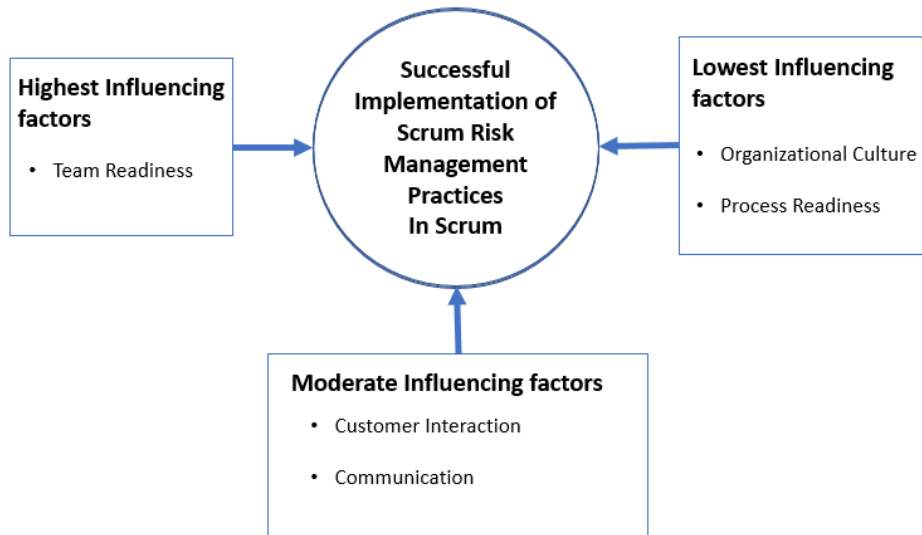 Highest Influencing
factors
• Team Readiness
Successful
Implementation of
Scrum Risk
Management
Practices
In Scrum
Lowest Influencing
factors
• Organizational Culture
• Process Readiness
Moderate Influencing factors
• Customer Interaction
• Communication